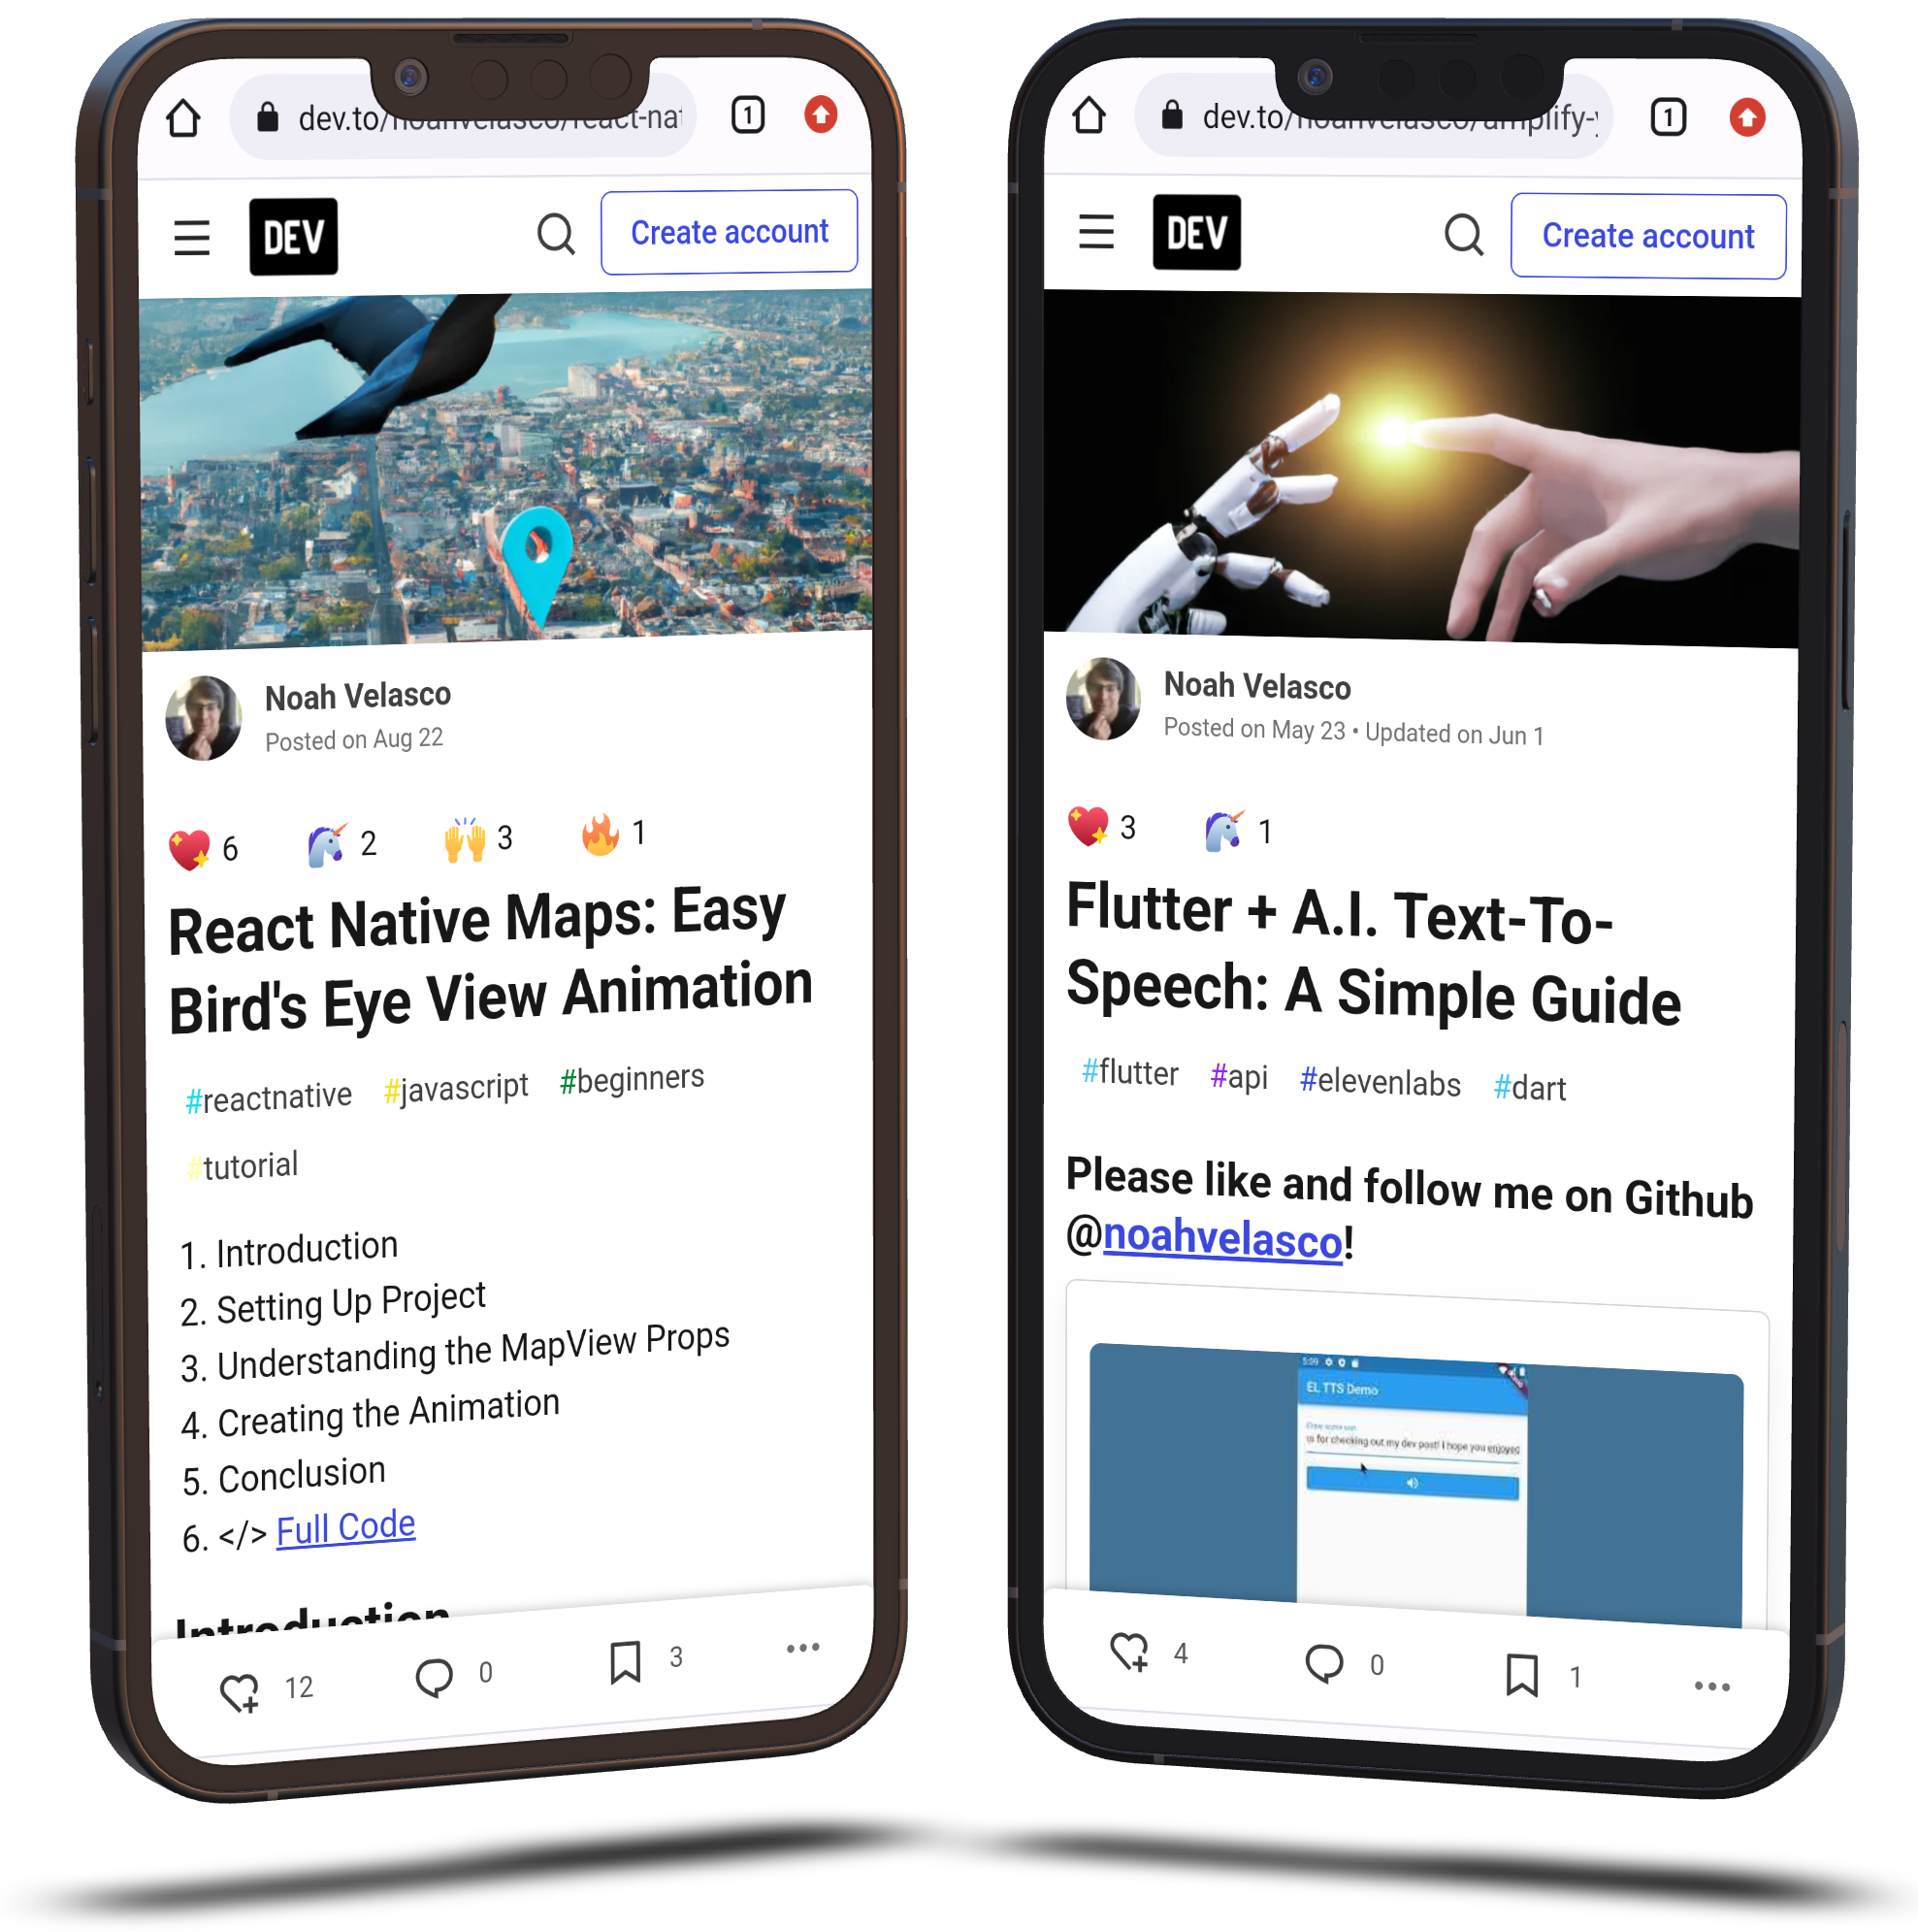 dev.to/noahvelasco/react-nat
1
DEV
Create account
Noah Velasco
Posted on Aug 22
6
2
3
1
React Native Maps: Easy
Bird's Eye View Animation
#reactnative #javascript #beginners
#tutorial
1. Introduction
2. Setting Up Project
3. Understanding the MapView Props
4. Creating the Animation
5. Conclusion
6. </> Full Code
Introduction
12
0
3
dev.to/noahvelasco/amplify-y
1
DEV
Create account
Noah Velasco
Posted on May 23 • Updated on Jun 1
3
1
Flutter + A.I. Text-To-
Speech: A Simple Guide
#flutter #api #elevenlabs #dart
Please like and follow me on Github
@noahvelasco!
5:09
EL TTS Demo
for checking out my dev post! I hope you enjoyed
4
0
1